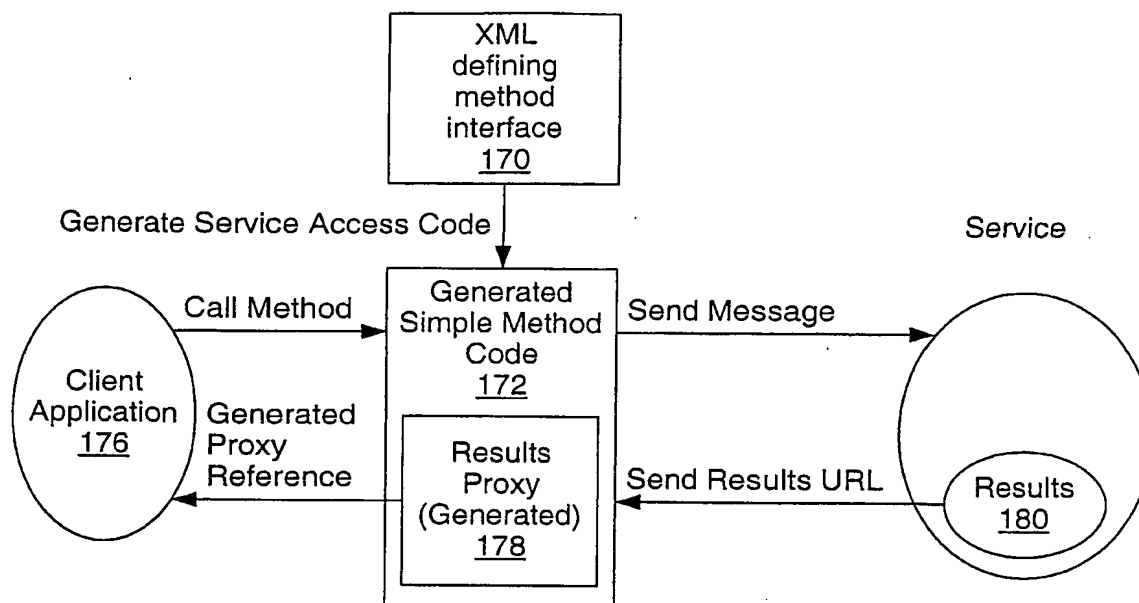 XML
defining
method
interface
170
Generate Service Access Code
Service
Client
Application
176
Call Method
Generated
Simple Method
Code
172
Send Message
Generated
Proxy
Reference
Results
Proxy
(Generated)
178
Send Results URL
Results
180